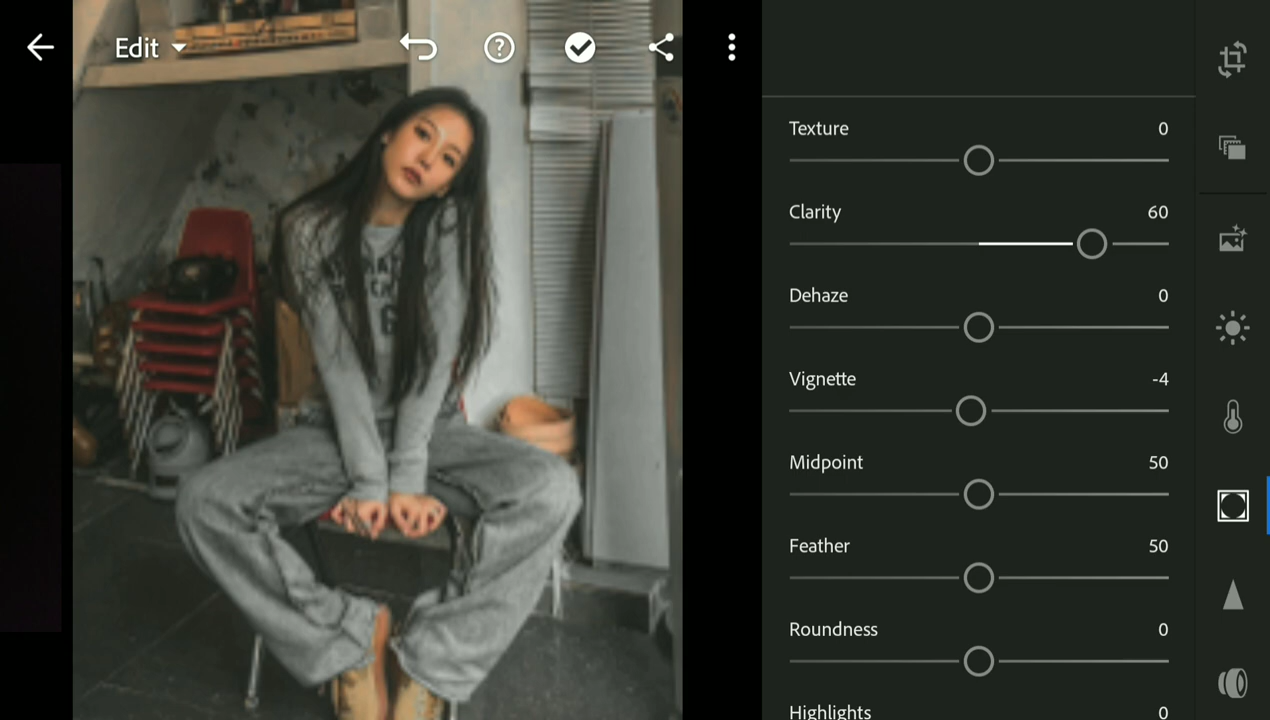 Edit
Texture 0
Clarity 60
Dehaze 0
Vignette -4
Midpoint 50
Feather 50
Roundness 0
Highlights 0